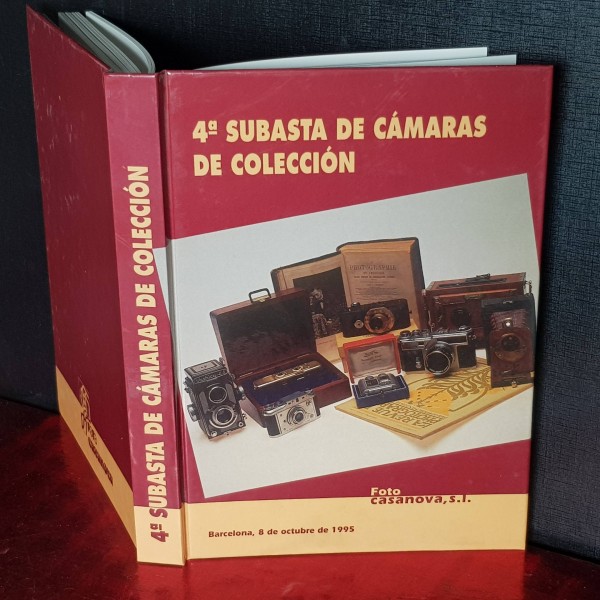 4ª SUBASTA DE CÁMARAS
DE COLECCIÓN
Foto
casanova, s.l.
Barcelona, 8 de octubre de 1995
4ª SUBASTA DE CÁMARAS DE COLECCIÓN